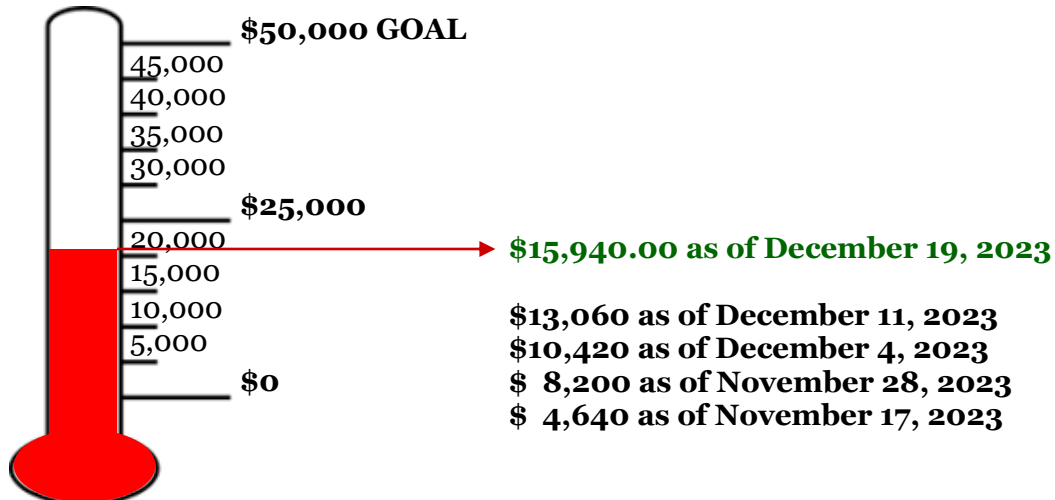 $50,000 GOAL
45,000
40,000
35,000
30,000
$25,000
20,000
$15,940.00 as of December 19, 2023
15,000
10,000
$13,060 as of December 11, 2023
5,000
$10,420 as of December 4, 2023
$0
$ 8,200 as of November 28, 2023
$ 4,640 as of November 17, 2023